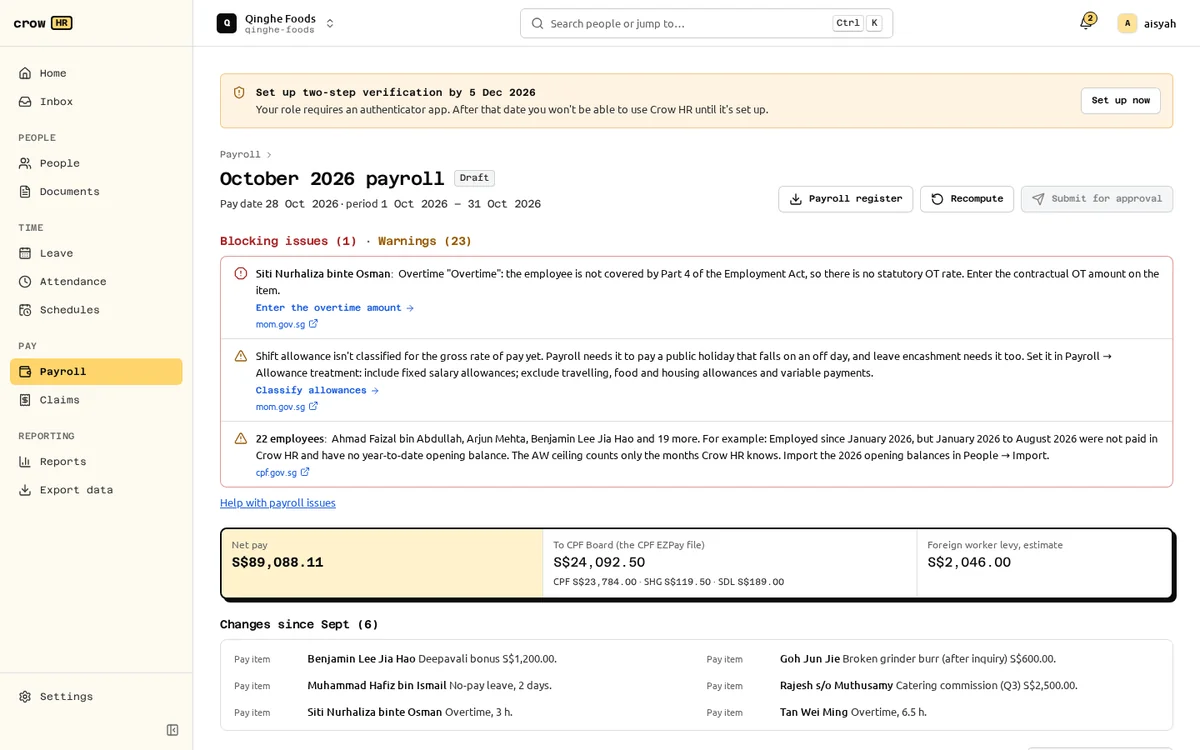 crow HR
Q
Qinghe Foods
qinghe-foods
Search people or jump to...
Ctrl K
2
A
aisyah
Home
Inbox
PEOPLE
People
Documents
TIME
Leave
Attendance
Schedules
PAY
Payroll
Claims
REPORTING
Reports
Export data
Settings
Set up two-step verification by 5 Dec 2026
Your role requires an authenticator app. After that date you won't be able to use Crow HR until it's set up.
Set up now
Payroll >
October 2026 payroll Draft
Pay date 28 Oct 2026 · period 1 Oct 2026 – 31 Oct 2026
Payroll register
Recompute
Submit for approval
Blocking issues (1) · Warnings (23)
Siti Nurhaliza binte Osman: Overtime "Overtime": the employee is not covered by Part 4 of the Employment Act, so there is no statutory OT rate. Enter the contractual OT amount on the
item.
Enter the overtime amount →
mom.gov.sg
Shift allowance isn't classified for the gross rate of pay yet. Payroll needs it to pay a public holiday that falls on an off day, and leave encashment needs it too. Set it in Payroll →
Allowance treatment: include fixed salary allowances; exclude travelling, food and housing allowances and variable payments.
Classify allowances →
mom.gov.sg
22 employees: Ahmad Faizal bin Abdullah, Arjun Mehta, Benjamin Lee Jia Hao and 19 more. For example: Employed since January 2026, but January 2026 to August 2026 were not paid in
Crow HR and have no year-to-date opening balance. The AW ceiling counts only the months Crow HR knows. Import the 2026 opening balances in People → Import.
cpf.gov.sg
Help with payroll issues
Net pay
S$89,088.11
To CPF Board (the CPF EZPay file)
S$24,092.50
CPF S$23,784.00 · SHG S$119.50 · SDL S$189.00
Foreign worker levy, estimate
S$2,046.00
Changes since Sept (6)
Pay item Benjamin Lee Jia Hao Deepavali bonus S$1,200.00.
Pay item Goh Jun Jie Broken grinder burr (after inquiry) S$600.00.
Pay item Muhammad Hafiz bin Ismail No-pay leave, 2 days.
Pay item Rajesh s/o Muthusamy Catering commission (Q3) S$2,500.00.
Pay item Siti Nurhaliza binte Osman Overtime, 3 h.
Pay item Tan Wei Ming Overtime, 6.5 h.